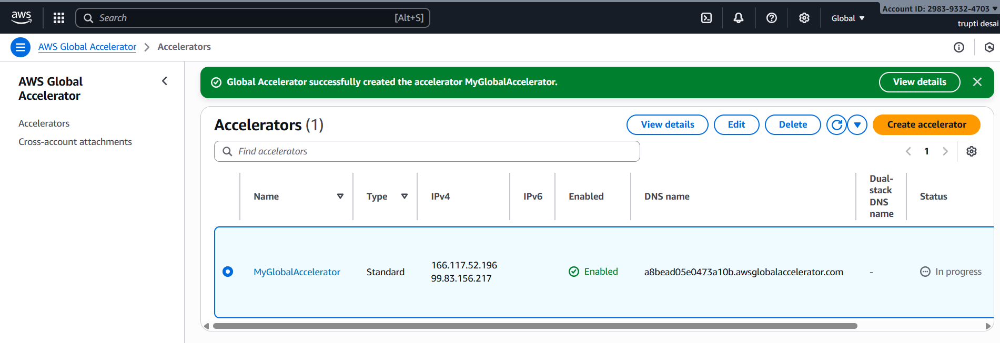 aws
Search
[Alt+S]
Global
Account ID: 2983-9332-4703
trupti desai
AWS Global Accelerator
Accelerators
AWS Global
Accelerator
Accelerators
Cross-account attachments
Global Accelerator successfully created the accelerator MyGlobalAccelerator.
View details
Accelerators (1)
View details
Edit
Delete
Create accelerator
Find accelerators
1
Name
Type
IPv4
IPv6
Enabled
DNS name
Dual-
stack
DNS
name
Status
MyGlobalAccelerator
Standard
166.117.52.196
99.83.156.217
Enabled
a8bead05e0473a10b.awsglobalaccelerator.com
-
In progress